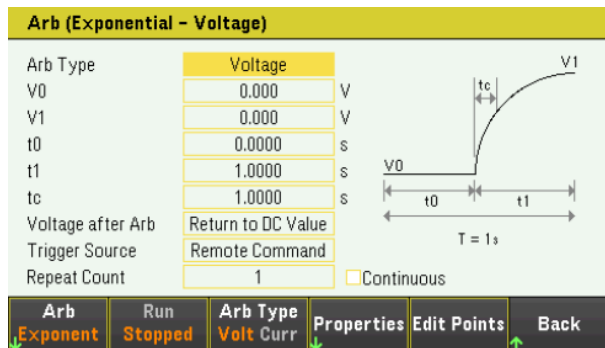 Arb (Exponential - Voltage)
Arb Type Voltage
V0 0.000 V
V1 0.000 V
t0 0.0000 s
t1 1.0000 s
tc 1.0000 s
Voltage after Arb Return to DC Value
Trigger Source Remote Command
Repeat Count 1 Continuous
V1
tc
V0
t0 t1
T = 1s
Arb Run Arb Type Properties Edit Points Back
Exponent Stopped Volt Curr